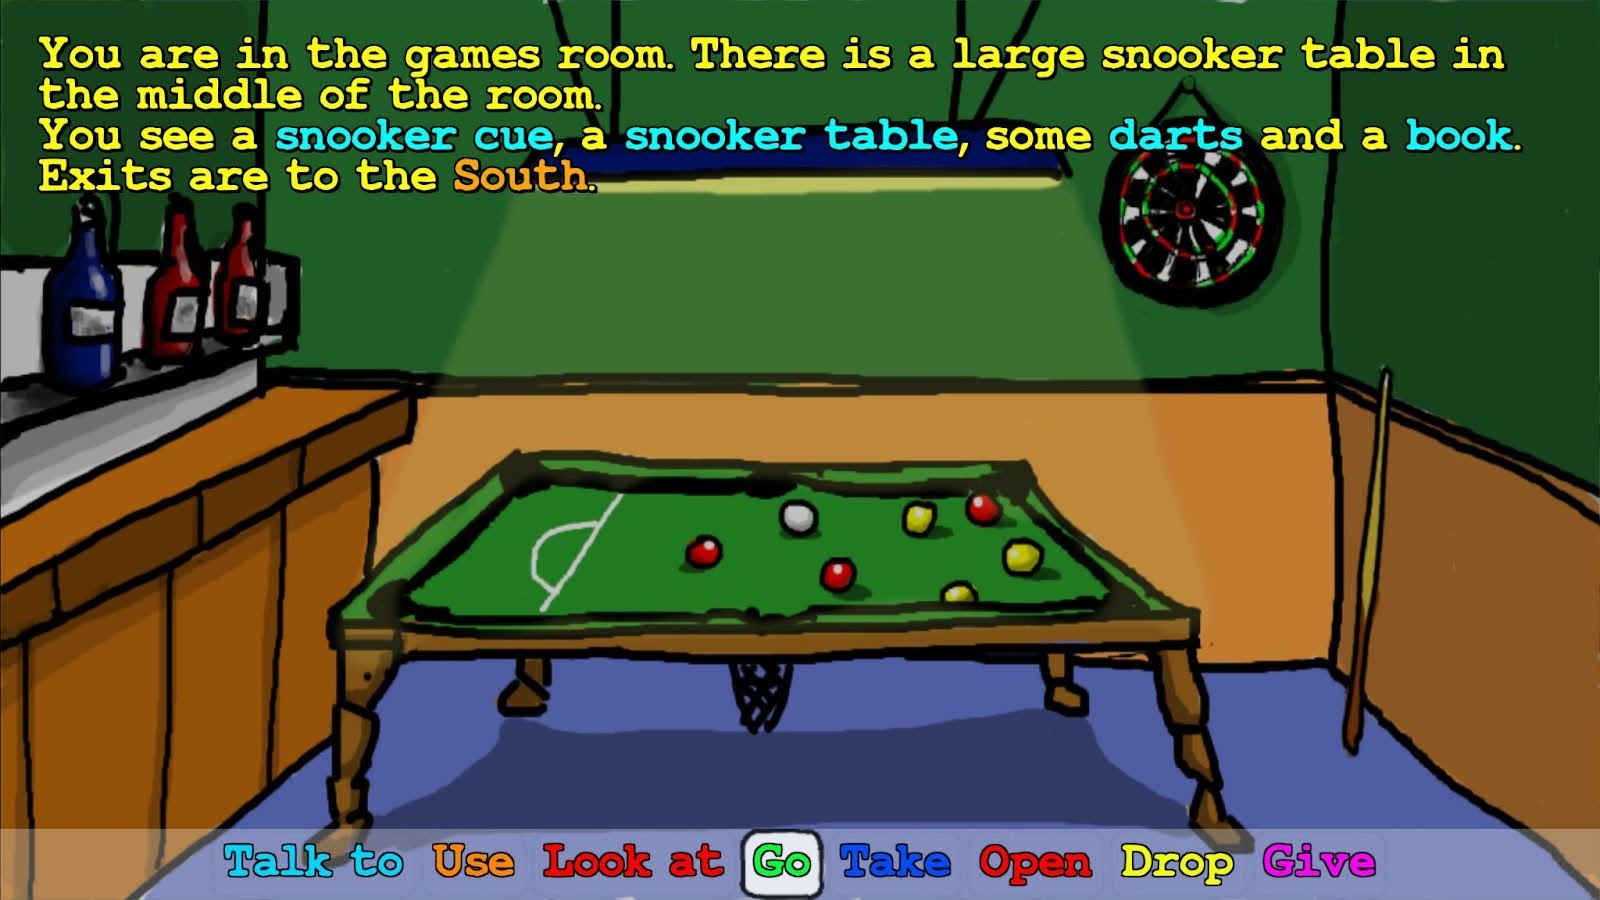 You are in the games room. There is a large snooker table in
the middle of the room.
You see a snooker cue, a snooker table, some darts and a book.
Exits are to the South.
Talk to Use Look at Go Take Open Drop Give